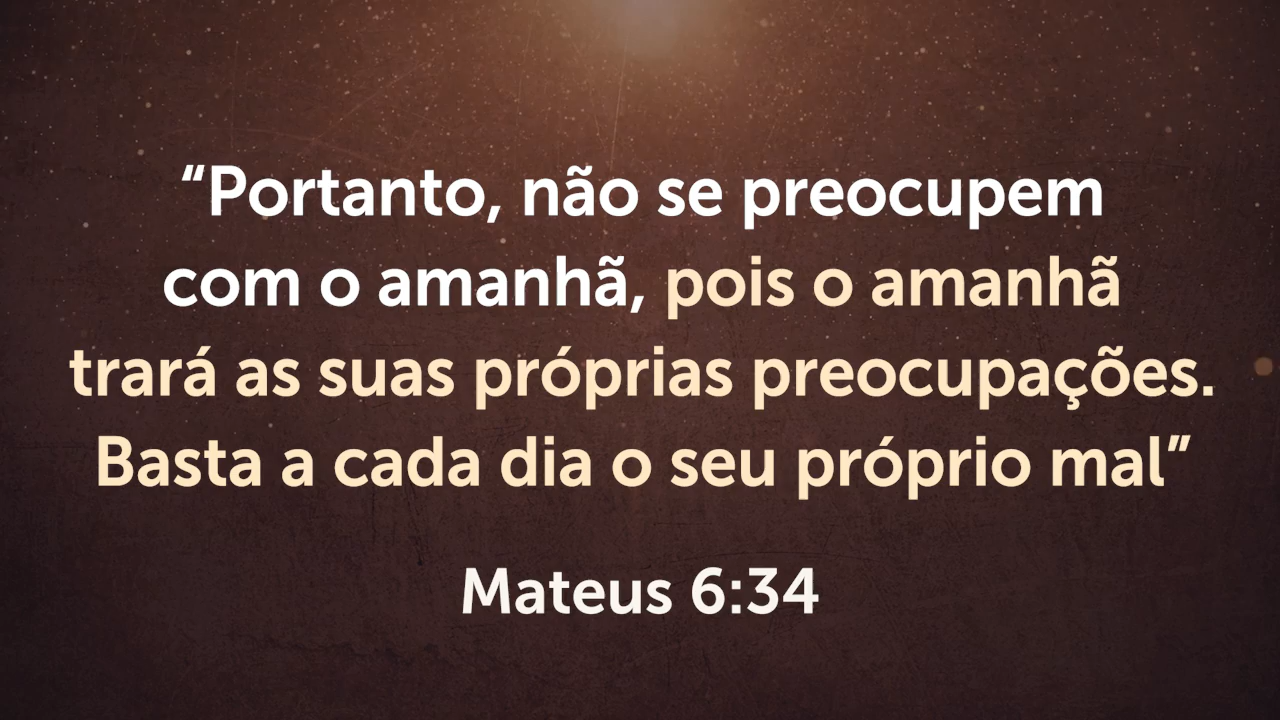 “Portanto, não se preocupem
com o amanhã, pois o amanhã
trará as suas próprias preocupações.
Basta a cada dia o seu próprio mal”
Mateus 6:34